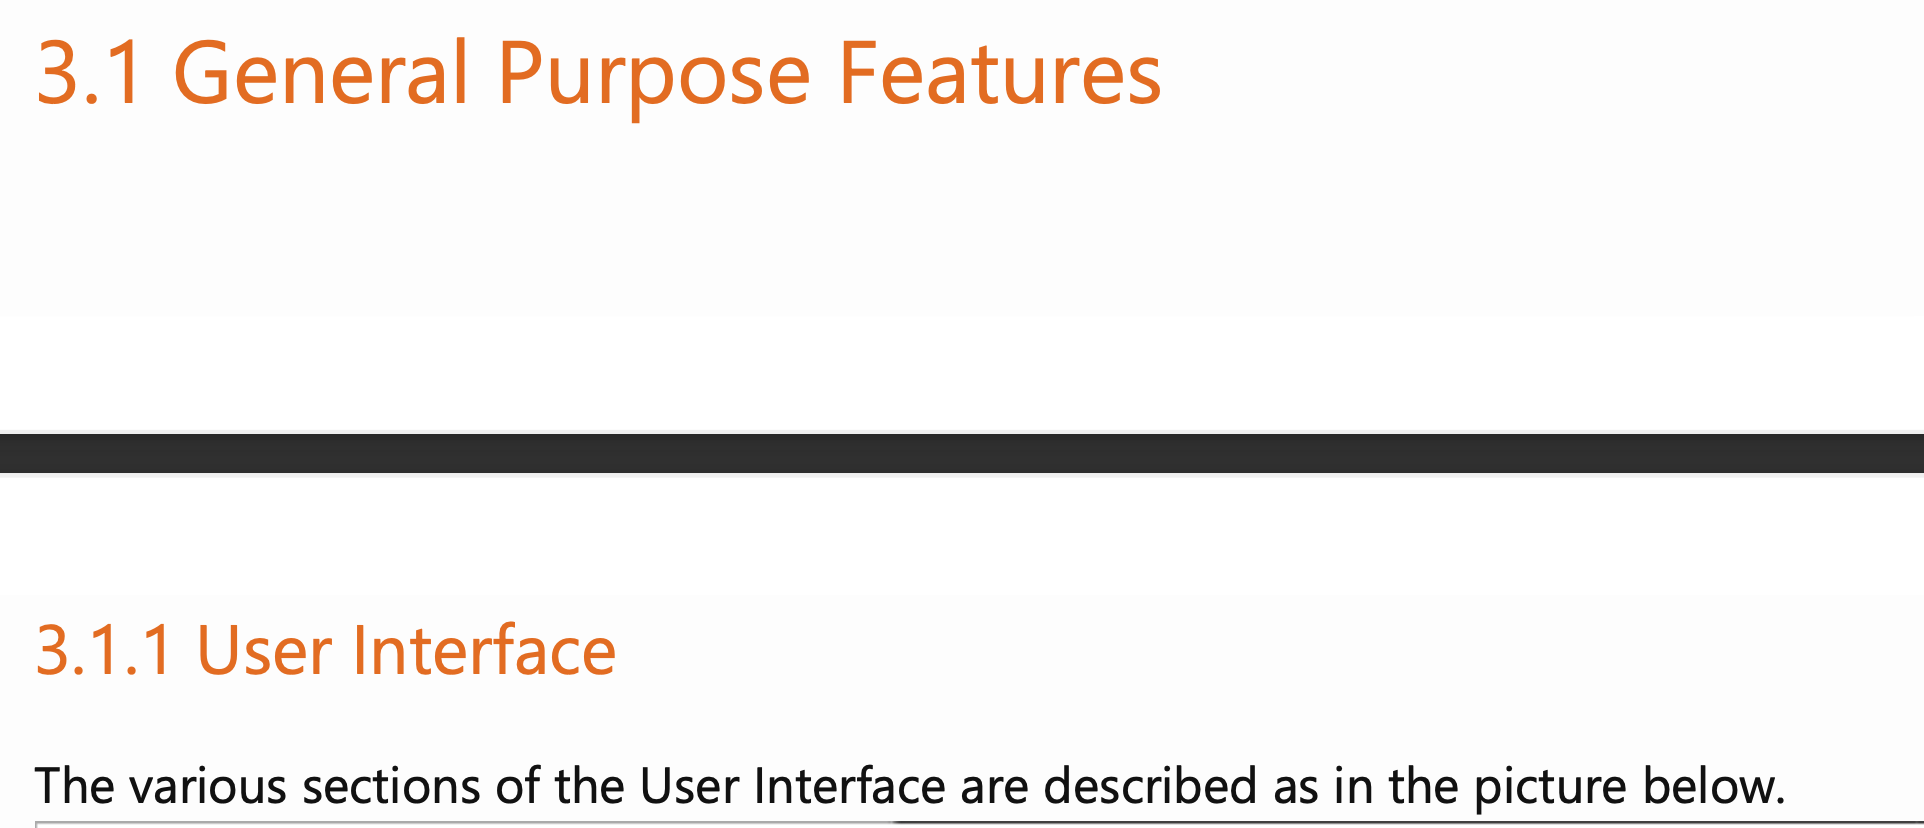 3.1 General Purpose Features
3.1.1 User Interface
The various sections of the User Interface are described as in the picture below.